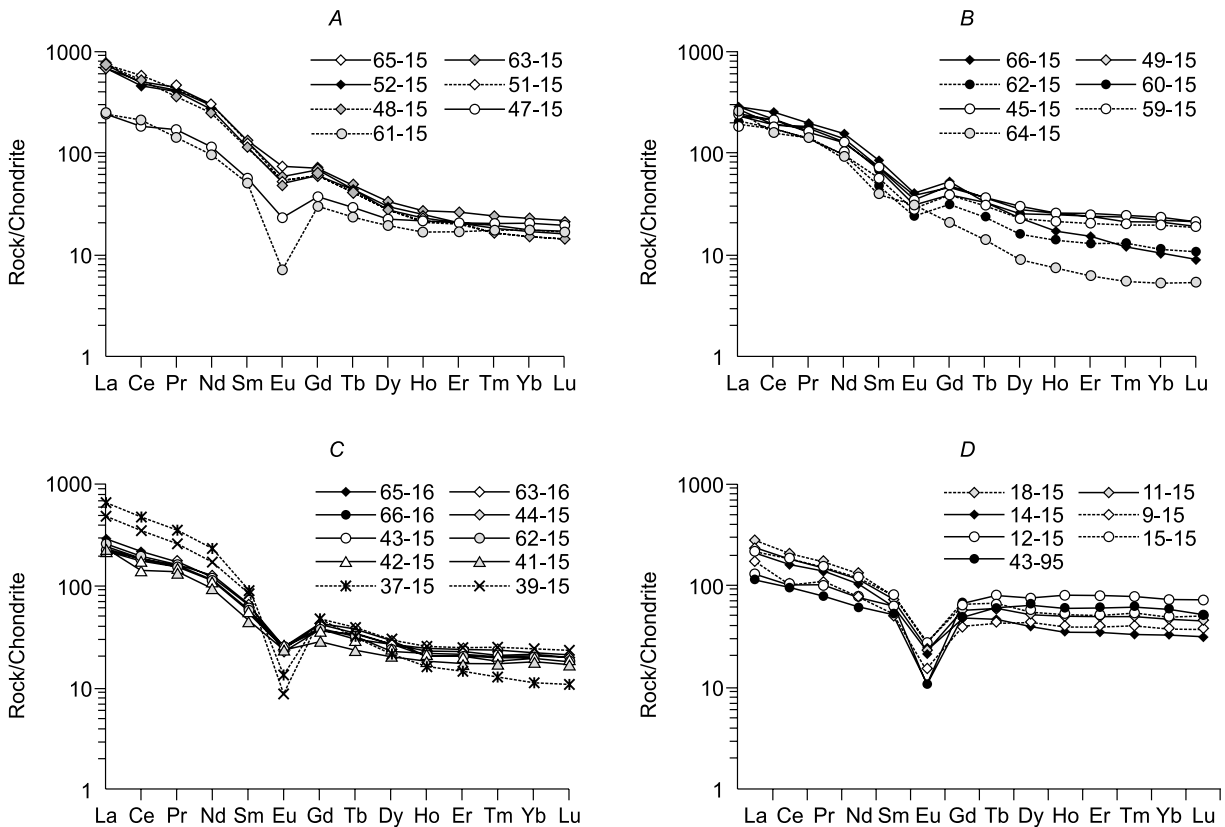 A
1000
100
10
1
Rock/Chondrite
65-15 63-15
52-15 51-15
48-15 47-15
61-15
La Ce Pr Nd Sm Eu Gd Tb Dy Ho Er Tm Yb Lu
B
1000
100
10
1
Rock/Chondrite
66-15 49-15
62-15 60-15
45-15 59-15
64-15
La Ce Pr Nd Sm Eu Gd Tb Dy Ho Er Tm Yb Lu
C
1000
100
10
1
Rock/Chondrite
65-16 63-16
66-16 44-15
43-15 62-15
42-15 41-15
37-15 39-15
La Ce Pr Nd Sm Eu Gd Tb Dy Ho Er Tm Yb Lu
D
1000
100
10
1
Rock/Chondrite
18-15 11-15
14-15 9-15
12-15 15-15
43-95
La Ce Pr Nd Sm Eu Gd Tb Dy Ho Er Tm Yb Lu